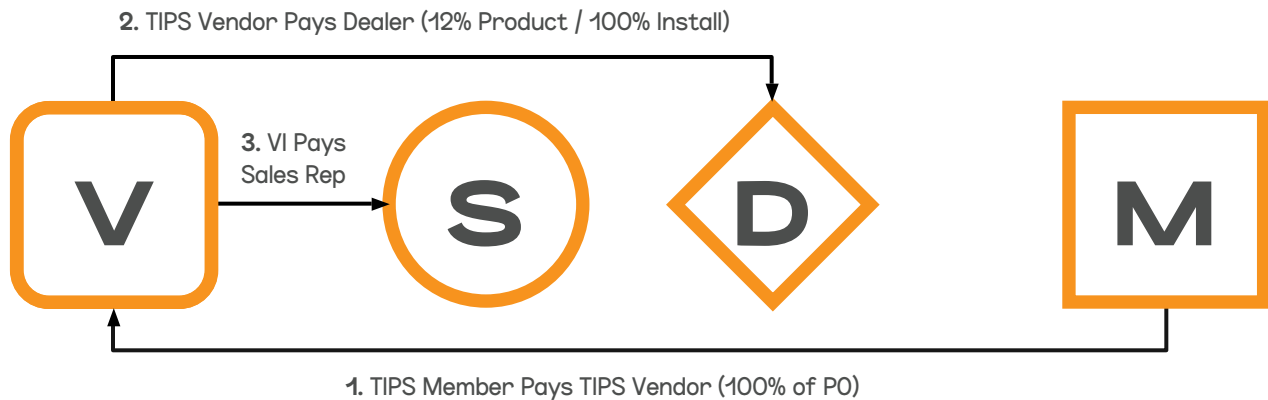 2. TIPS Vendor Pays Dealer (12% Product / 100% Install)
3. VI Pays
Sales Rep
V
S
D
M
1. TIPS Member Pays TIPS Vendor (100% of PO)